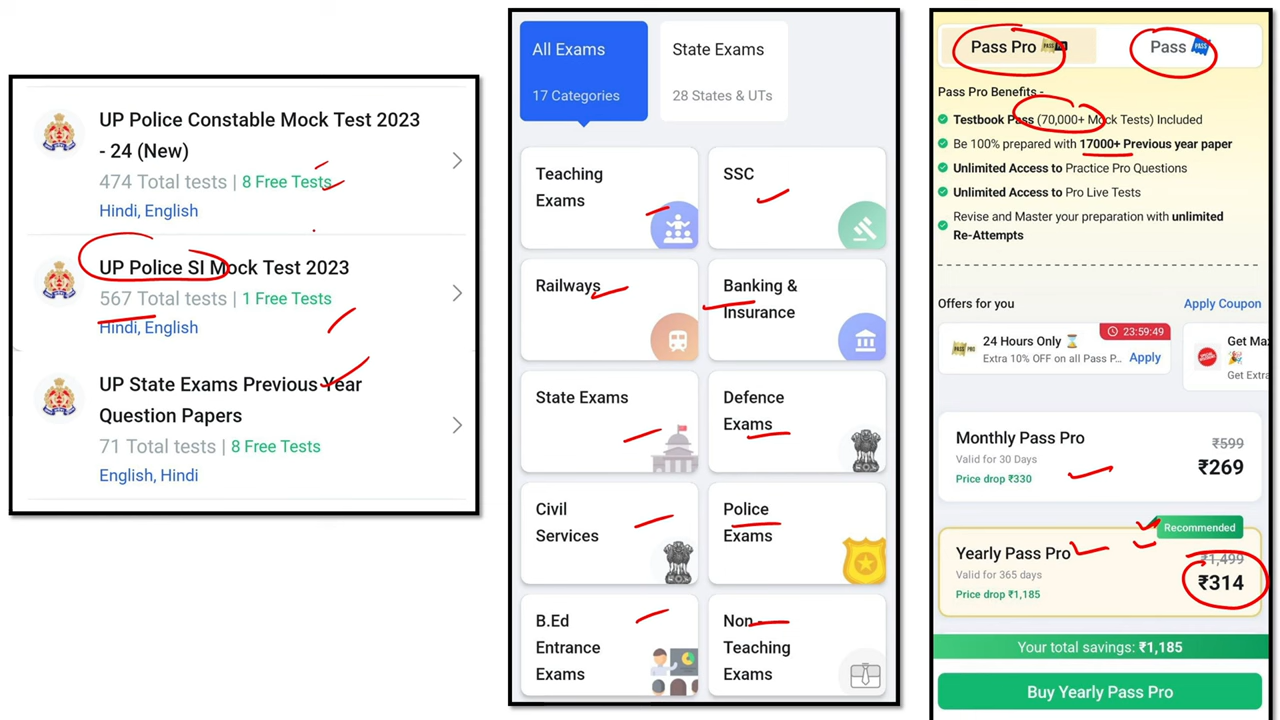 UP Police Constable Mock Test 2023
- 24 (New)
474 Total tests | 8 Free Tests
Hindi, English
UP Police SI Mock Test 2023
567 Total tests | 1 Free Tests
Hindi, English
UP State Exams Previous Year
Question Papers
71 Total tests | 8 Free Tests
English, Hindi
All Exams
17 Categories
State Exams
28 States & UTs
Teaching
Exams
SSC
Railways
Banking &
Insurance
State Exams
Defence
Exams
Civil
Services
Police
Exams
B.Ed
Entrance
Exams
Non -
Teaching
Exams
Pass Pro
Pass
Pass Pro Benefits -
Testbook Pass (70,000+ Mock Tests) Included
Be 100% prepared with 17000+ Previous year paper
Unlimited Access to Practice Pro Questions
Unlimited Access to Pro Live Tests
Revise and Master your preparation with unlimited
Re-Attempts
Offers for you
Apply Coupon
23:59:49
24 Hours Only
Extra 10% OFF on all Pass P...
Apply
Get Ma
Get Extra
Monthly Pass Pro
Valid for 30 Days
Price drop ₹330
₹599
₹269
Recommended
Yearly Pass Pro
Valid for 365 days
Price drop ₹1,185
₹1,499
₹314
Your total savings: ₹1,185
Buy Yearly Pass Pro